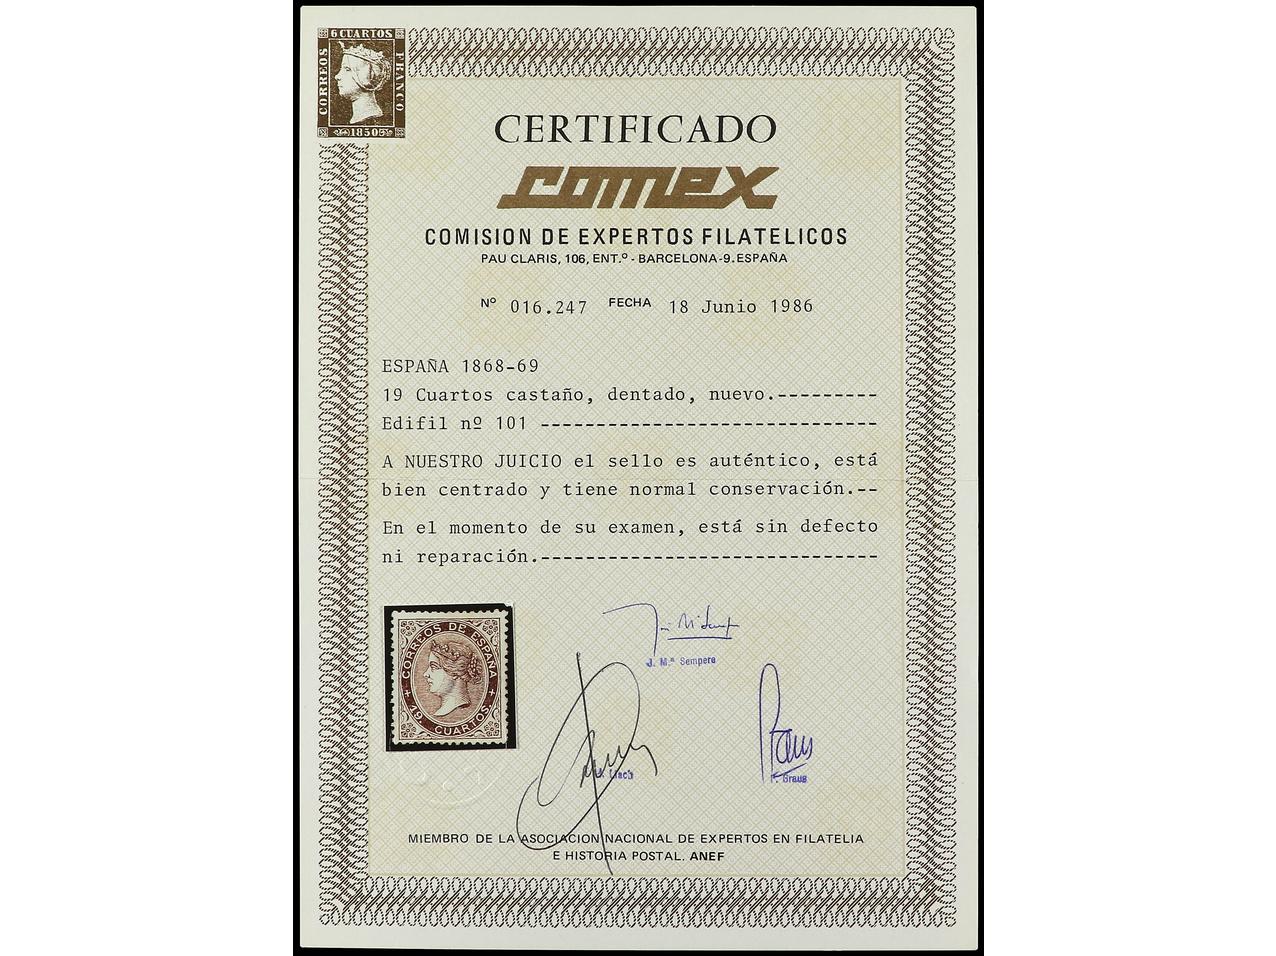 6 CUARTOS
CORREOS
FRANCO
1850
CERTIFICADO
comex
COMISION DE EXPERTOS FILATELICOS
PAU CLARIS, 106, ENT.º - BARCELONA-9. ESPAÑA
Nº 016.247 FECHA 18 Junio 1986
ESPAÑA 1868-69
19 Cuartos castaño, dentado, nuevo.---------
Edifil nº 101 ------------------------------
A NUESTRO JUICIO el sello es auténtico, está
bien centrado y tiene normal conservación.--
En el momento de su examen, está sin defecto
ni reparación.------------------------------
CORREOS DE ESPAÑA
19. CUARTOS.
J. M.ª Sempere
Llach
F. Graus
MIEMBRO DE LA ASOCIACION NACIONAL DE EXPERTOS EN FILATELIA
E HISTORIA POSTAL. ANEF